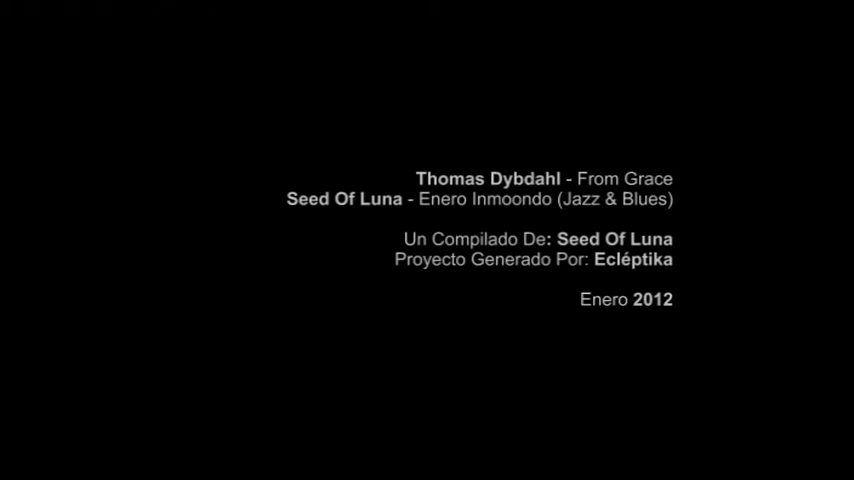 Thomas Dybdahl - From Grace
Seed Of Luna - Enero Inmoondo (Jazz & Blues)
Un Compilado De: Seed Of Luna
Proyecto Generado Por: Ecléptika
Enero 2012